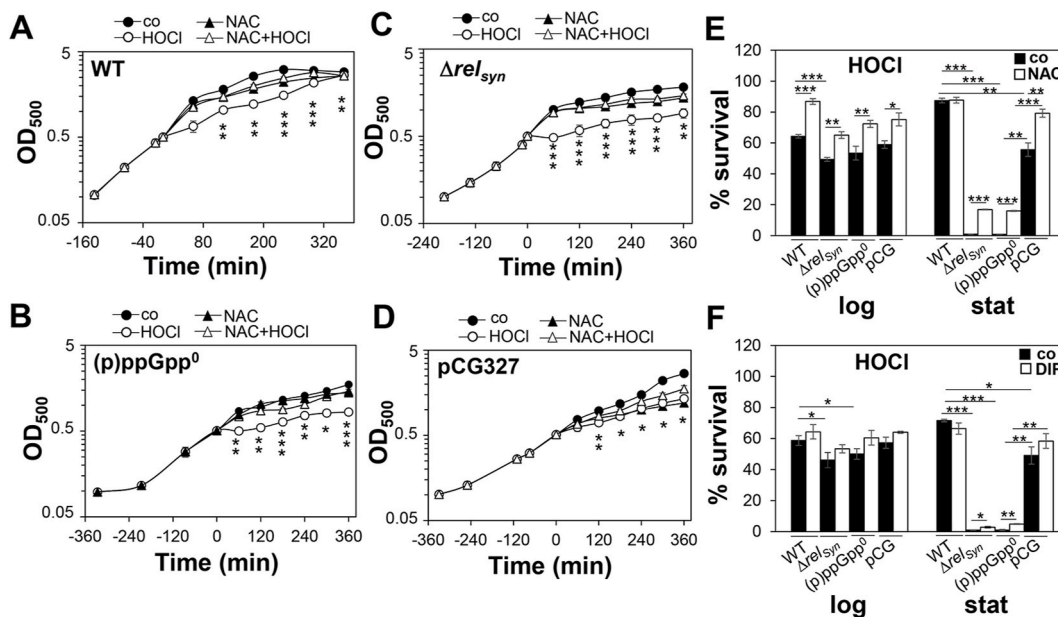 A
co
NAC
HOCl
NAC+HOCl
WT
OD500
5
0.5
0.05
-160 -40 80 200 320
Time (min)
C
co
NAC
HOCl
NAC+HOCl
Δrelsyn
OD500
5
0.5
0.05
-240 -120 0 120 240 360
Time (min)
** ** *** *** **
*** *** *** *** *** ***
B
co
NAC
HOCl
NAC+HOCl
(p)ppGpp0
OD500
5
0.5
0.05
-360 -240 -120 0 120 240 360
Time (min)
** ** *** ** * ***
D
co
NAC
HOCl
NAC+HOCl
pCG327
OD500
5
0.5
0.05
-360 -240 -120 0 120 240 360
Time (min)
** * * * *
E
HOCl
co
NAC
% survival
120
100
80
60
40
20
0
*** *** ** ** *
*** *** ** ** *** ** *** ***
WT ΔrelSyn (p)ppGpp0 pCG
WT ΔrelSyn (p)ppGpp0 pCG
log stat
F
HOCl
co
DIP
% survival
120
100
80
60
40
20
0
* *
* *** *** ** ** * **
WT ΔrelSyn (p)ppGpp0 pCG
WT ΔrelSyn (p)ppGpp0 pCG
log stat